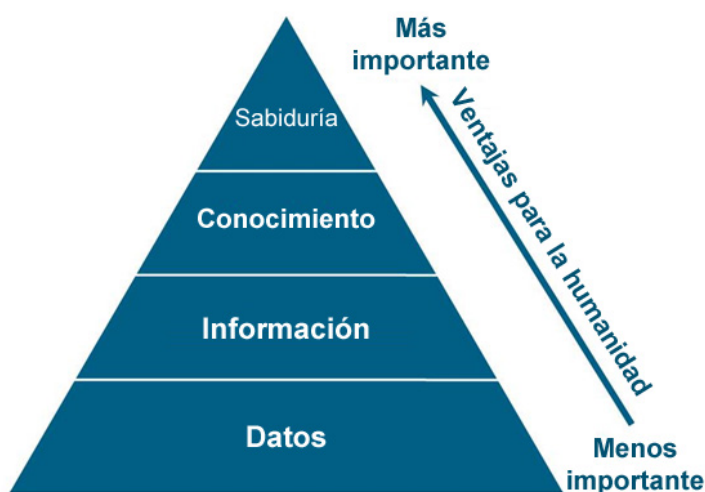 Más
importante
Sabiduría
Ventajas para la humanidad
Conocimiento
Información
Datos
Menos
importante